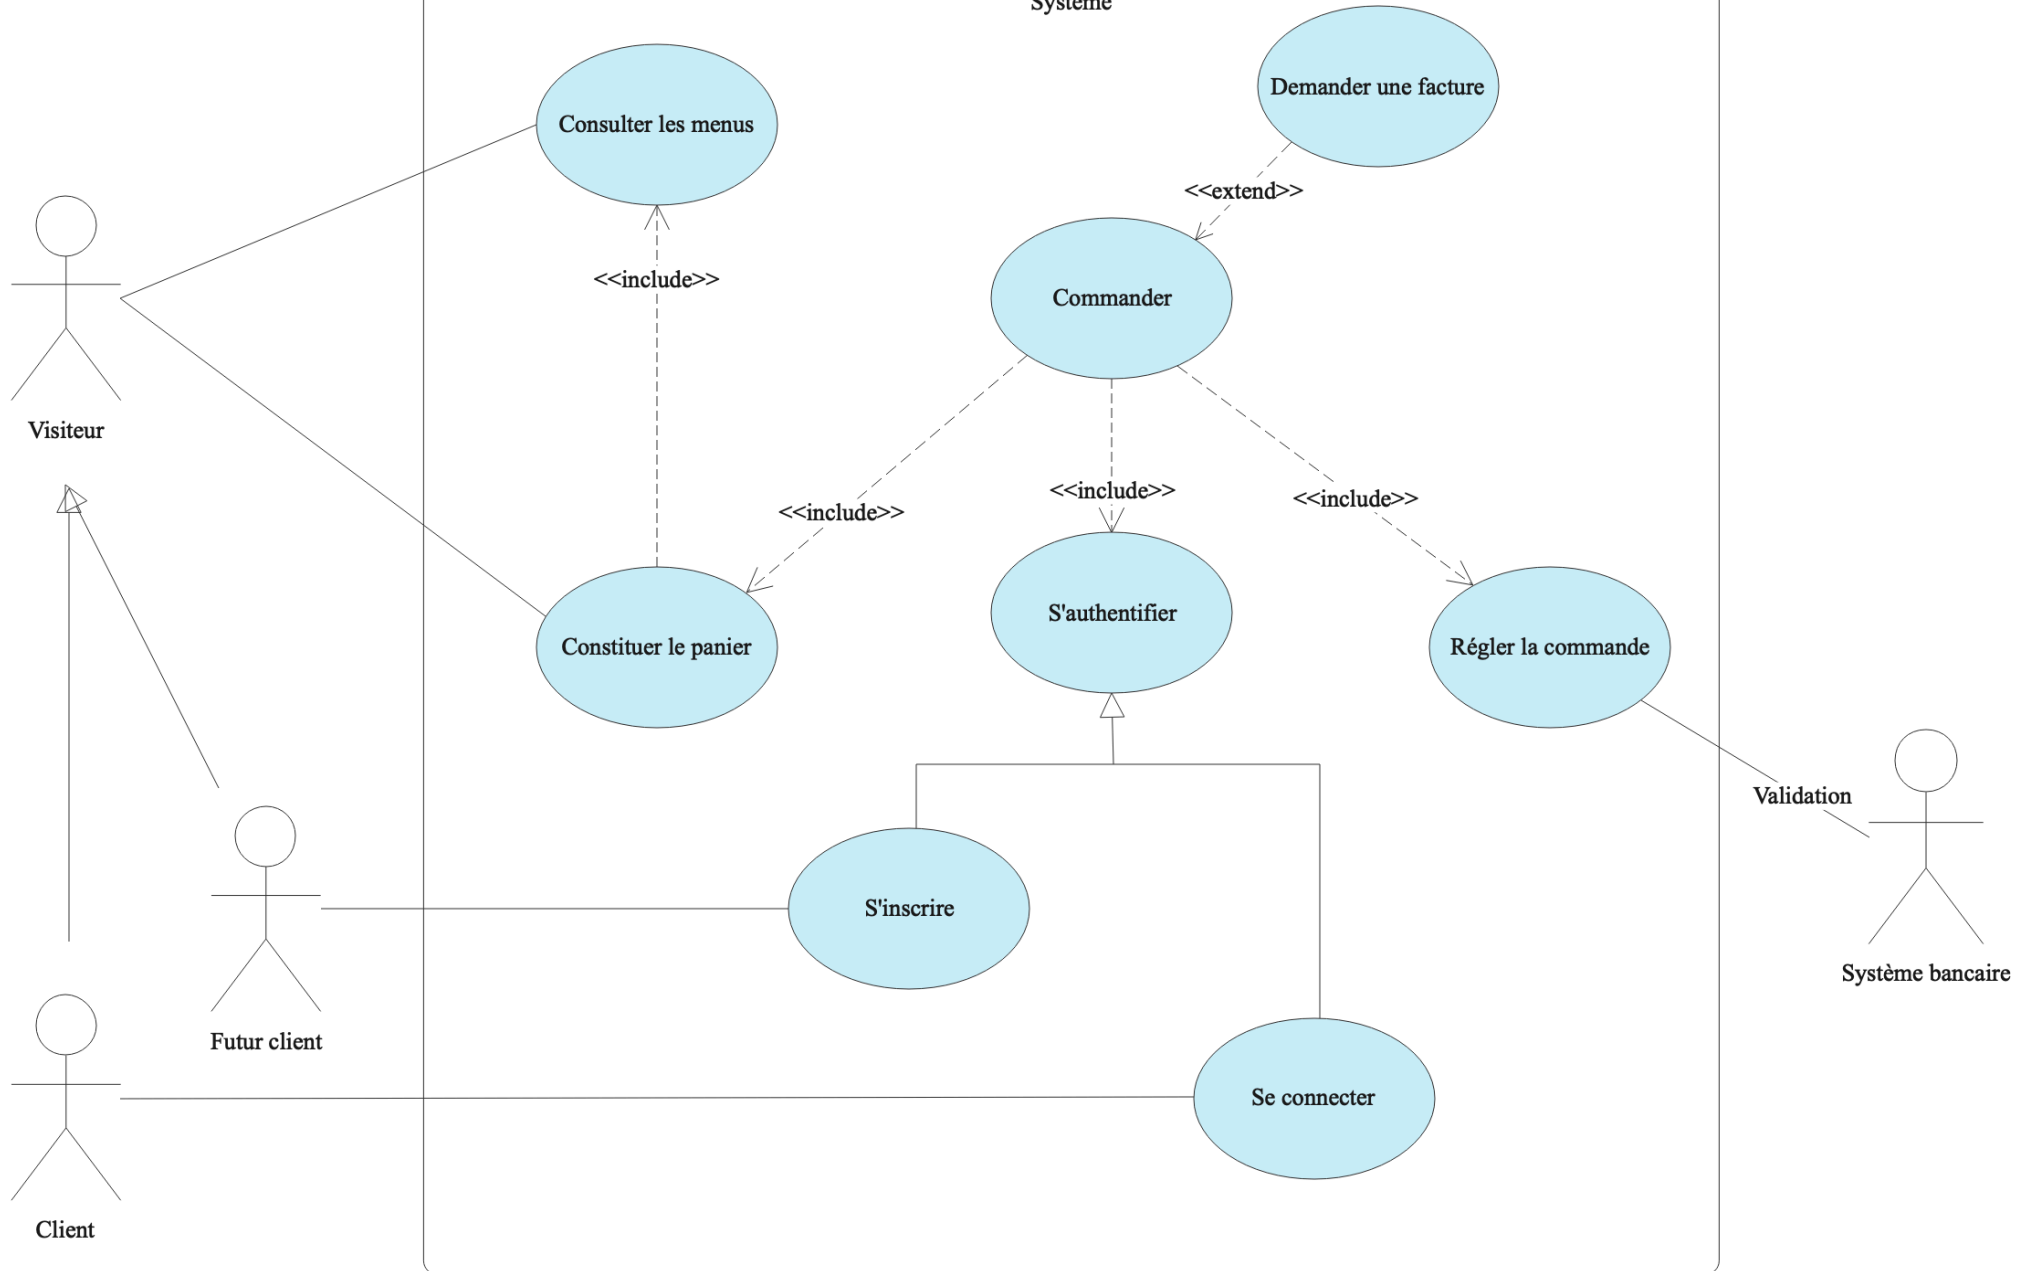 Système
Demander une facture
Consulter les menus
<<extend>>
<<include>>
Commander
Visiteur
<<include>>
<<include>>
<<include>>
S'authentifier
Constituer le panier
Régler la commande
Validation
S'inscrire
Système bancaire
Futur client
Se connecter
Client